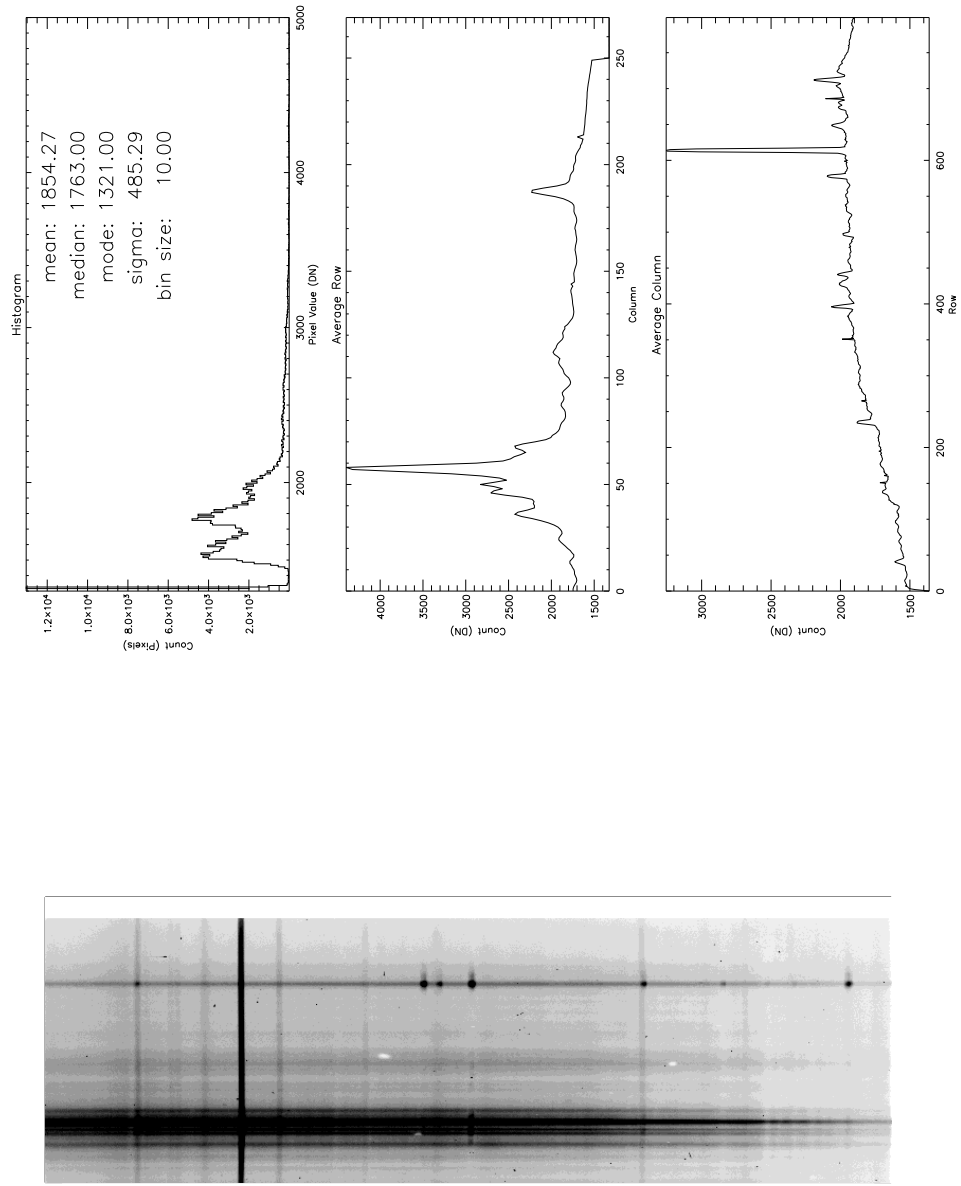 Histogram
mean: 1854.27
median: 1763.00
mode: 1321.00
sigma: 485.29
bin size: 10.00
1.2×10⁴
1.0×10⁴
8.0×10³
6.0×10³
4.0×10³
2.0×10³
Count (Pixels)
2000
3000
4000
5000
Pixel Value (DN)
Average Row
4000
3500
3000
2500
2000
1500
Count (DN)
0
50
100
150
200
250
Column
Average Column
3000
2500
2000
1500
Count (DN)
0
200
400
600
Row